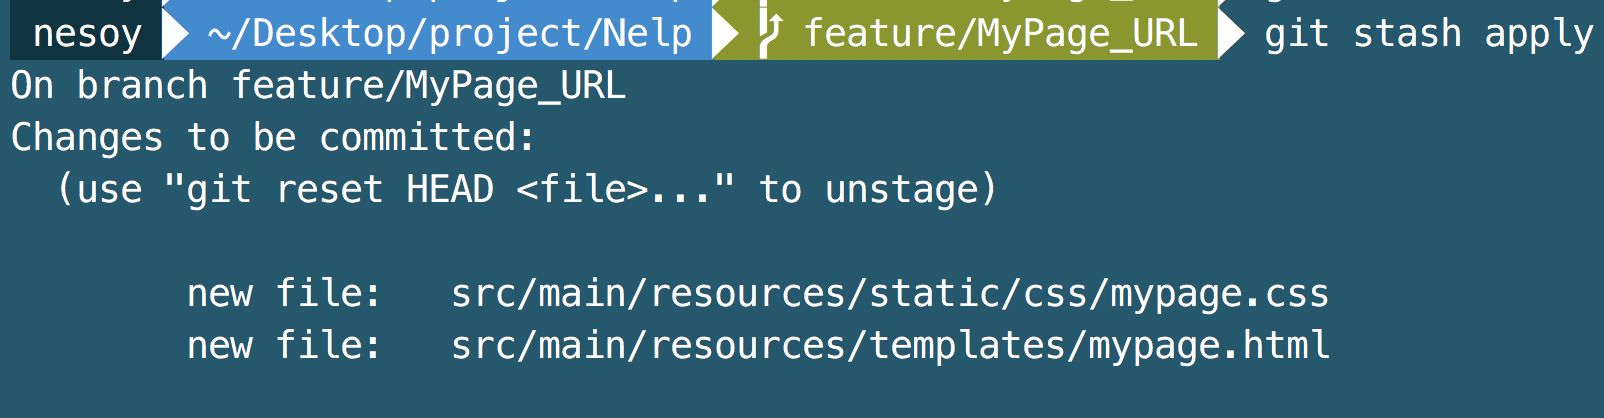 nesoy ~/Desktop/project/Nelp feature/MyPage_URL git stash apply
On branch feature/MyPage_URL
Changes to be committed:
(use "git reset HEAD <file>..." to unstage)
new file: src/main/resources/static/css/mypage.css
new file: src/main/resources/templates/mypage.html